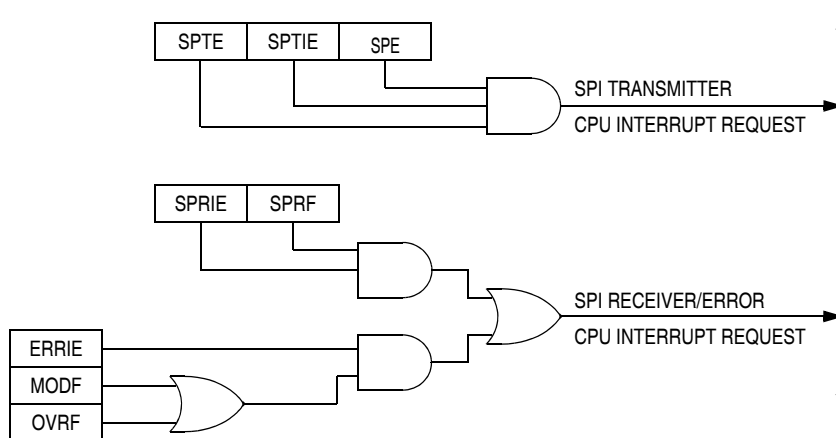 SPTE SPTIE SPE
SPI TRANSMITTER
CPU INTERRUPT REQUEST
SPRIE SPRF
SPI RECEIVER/ERROR
CPU INTERRUPT REQUEST
ERRIE
MODF
OVRF